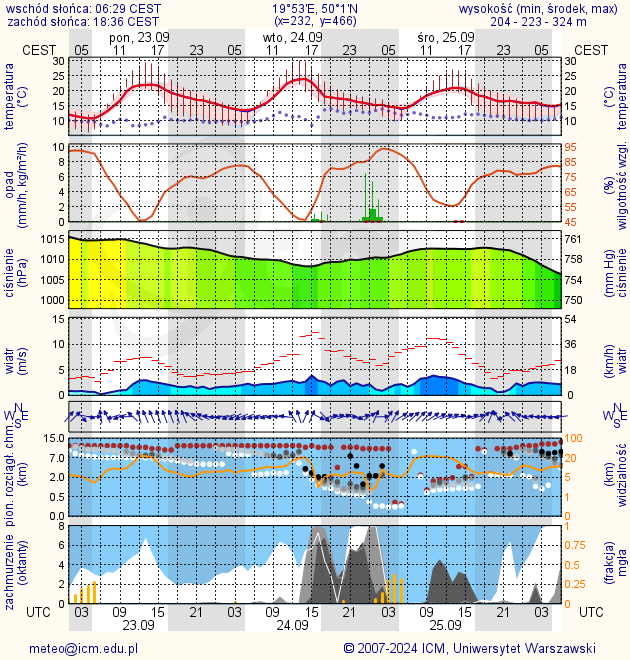 wschód słońca: 06:29 CEST 19°53'E, 50°1'N wysokość (min, środek, max)
zachód słońca: 18:36 CEST (x=232, y=466) 204 - 223 - 324 m
pon, 23.09 wto, 24.09 śro, 25.09
CEST 05 11 17 23 05 11 17 23 05 11 17 23 05 CEST
temperatura (°C) 30 25 20 15 10 30 25 20 15 10 (°C) temperatura
opad (mm/h, kg/m²/h) 10 8 6 4 2 0 95 85 75 65 55 45 (%) wilgotność wzgl.
ciśnienie (hPa) 1015 1010 1005 1000 761 758 754 750 (mm Hg) ciśnienie
wiatr (m/s) 15 10 5 0 54 36 18 0 (km/h) wiatr
N W E S N W E S
pion. rozciągł. chm. (km) 15.0 7.0 2.0 0.5 0.0 100 20 5 1 0 (km) widzialność
zachmurzenie (oktanty) 8 6 4 2 0 1 0.75 0.5 0.25 0 (frakcja) mgła
UTC 03 09 15 21 03 09 15 21 03 09 15 21 03 UTC
23.09 24.09 25.09
meteo@icm.edu.pl © 2007-2024 ICM, Uniwersytet Warszawski